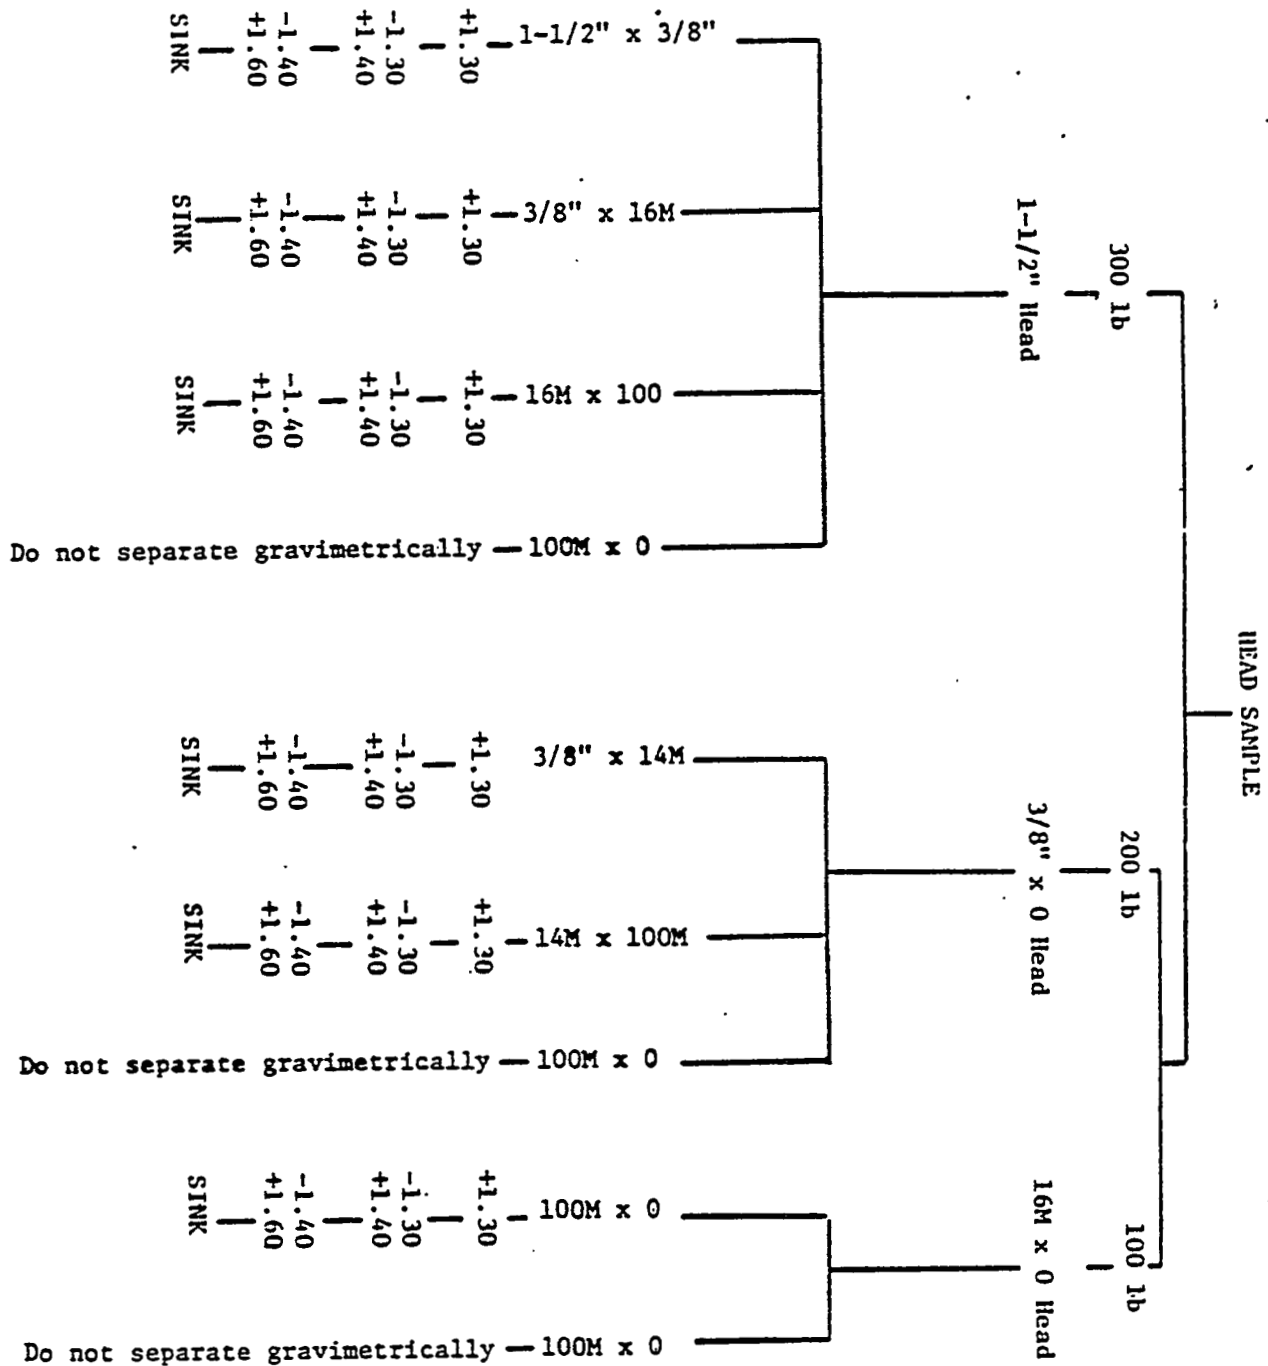 HEAD SAMPLE
300 lb
1-1/2" Head
1-1/2" x 3/8"
+1.30
-1.30
+1.40
-1.40
+1.60
SINK
3/8" x 16M
+1.30
-1.30
+1.40
-1.40
+1.60
SINK
16M x 100
+1.30
-1.30
+1.40
-1.40
+1.60
SINK
100M x 0
Do not separate gravimetrically
200 lb
3/8" x 0 Head
3/8" x 14M
+1.30
-1.30
+1.40
-1.40
+1.60
SINK
14M x 100M
+1.30
-1.30
+1.40
-1.40
+1.60
SINK
100M x 0
Do not separate gravimetrically
100 lb
16M x 0 Head
100M x 0
+1.30
-1.30
+1.40
-1.40
+1.60
SINK
100M x 0
Do not separate gravimetrically